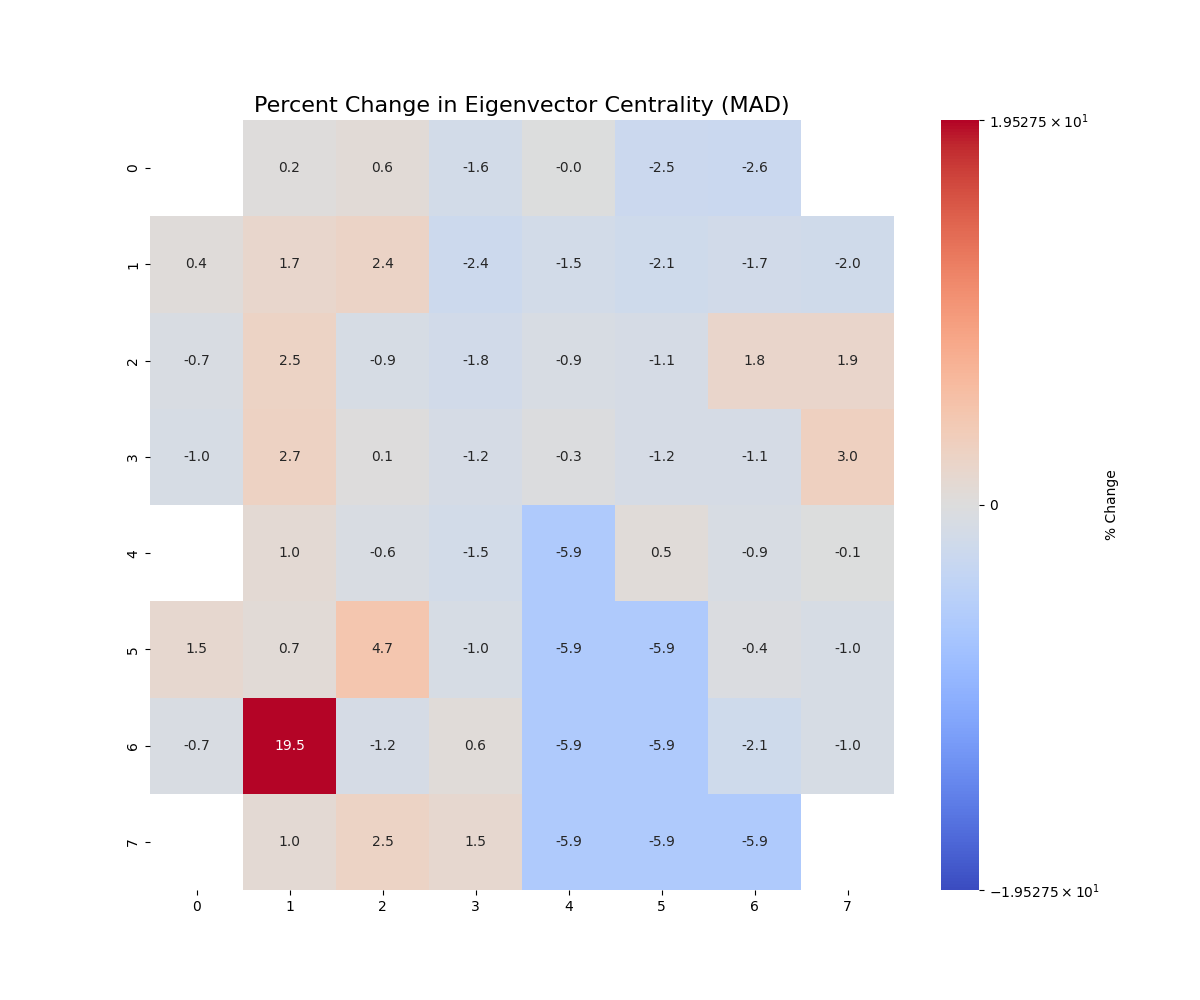 Percent Change in Eigenvector Centrality (MAD)
0 0.2 0.6 -1.6 -0.0 -2.5 -2.6
1 0.4 1.7 2.4 -2.4 -1.5 -2.1 -1.7 -2.0
2 -0.7 2.5 -0.9 -1.8 -0.9 -1.1 1.8 1.9
3 -1.0 2.7 0.1 -1.2 -0.3 -1.2 -1.1 3.0
4 1.0 -0.6 -1.5 -5.9 0.5 -0.9 -0.1
5 1.5 0.7 4.7 -1.0 -5.9 -5.9 -0.4 -1.0
6 -0.7 19.5 -1.2 0.6 -5.9 -5.9 -2.1 -1.0
7 1.0 2.5 1.5 -5.9 -5.9 -5.9
0 1 2 3 4 5 6 7
1.95275 × 10¹
0
−1.95275 × 10¹
% Change